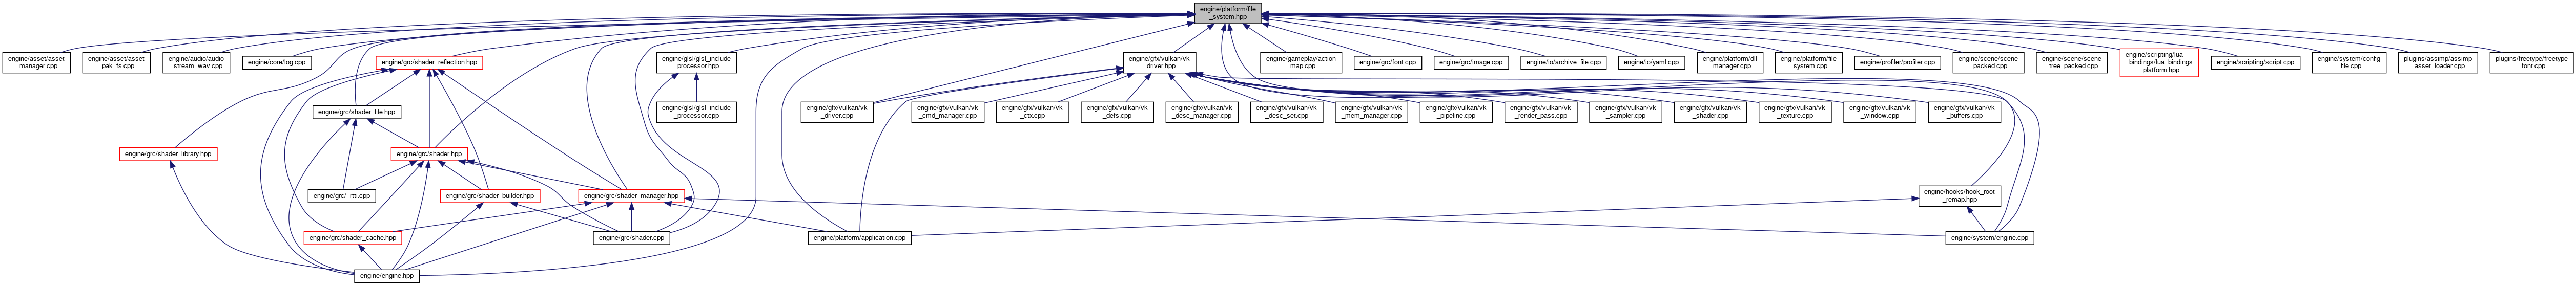 engine/platform/file
_system.hpp
engine/asset/asset
_manager.cpp
engine/asset/asset
_pak_fs.cpp
engine/audio/audio
_stream_wav.cpp
engine/core/log.cpp
engine/grc/shader_reflection.hpp
engine/glsl/glsl_include
_processor.hpp
engine/gfx/vulkan/vk
_driver.hpp
engine/gameplay/action
_map.cpp
engine/grc/font.cpp
engine/grc/image.cpp
engine/io/archive_file.cpp
engine/io/yaml.cpp
engine/platform/dll
_manager.cpp
engine/platform/file
_system.cpp
engine/profiler/profiler.cpp
engine/scene/scene
_packed.cpp
engine/scene/scene
_tree_packed.cpp
engine/scripting/lua
_bindings/lua_bindings
_platform.hpp
engine/scripting/script.cpp
engine/system/config
_file.cpp
plugins/assimp/assimp
_asset_loader.cpp
plugins/freetype/freetype
_font.cpp
engine/grc/shader_file.hpp
engine/glsl/glsl_include
_processor.cpp
engine/gfx/vulkan/vk
_driver.cpp
engine/gfx/vulkan/vk
_cmd_manager.cpp
engine/gfx/vulkan/vk
_ctx.cpp
engine/gfx/vulkan/vk
_defs.cpp
engine/gfx/vulkan/vk
_desc_manager.cpp
engine/gfx/vulkan/vk
_desc_set.cpp
engine/gfx/vulkan/vk
_mem_manager.cpp
engine/gfx/vulkan/vk
_pipeline.cpp
engine/gfx/vulkan/vk
_render_pass.cpp
engine/gfx/vulkan/vk
_sampler.cpp
engine/gfx/vulkan/vk
_shader.cpp
engine/gfx/vulkan/vk
_texture.cpp
engine/gfx/vulkan/vk
_window.cpp
engine/gfx/vulkan/vk
_buffers.cpp
engine/grc/shader_library.hpp
engine/grc/shader.hpp
engine/grc/_rtti.cpp
engine/grc/shader_builder.hpp
engine/grc/shader_manager.hpp
engine/hooks/hook_root
_remap.hpp
engine/grc/shader_cache.hpp
engine/grc/shader.cpp
engine/platform/application.cpp
engine/system/engine.cpp
engine/engine.hpp